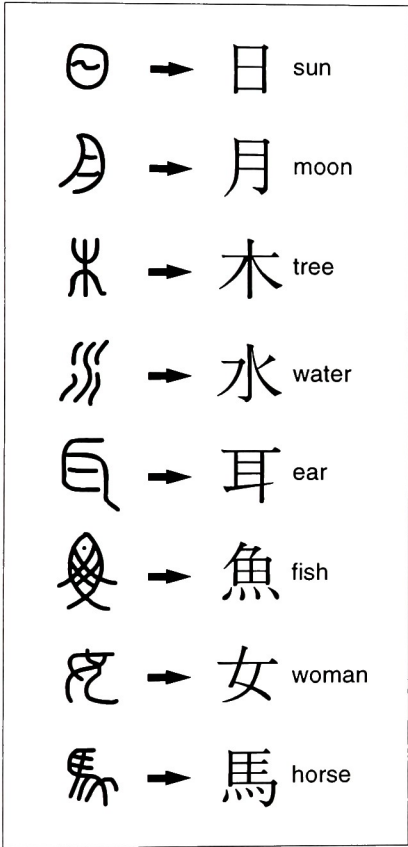 日 sun
月 moon
木 tree
水 water
耳 ear
魚 fish
女 woman
馬 horse